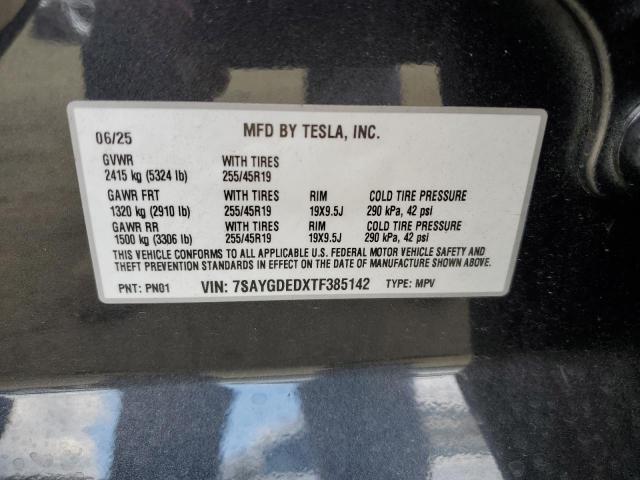 06/25 MFD BY TESLA, INC.
GVWR WITH TIRES
2415 kg (5324 lb) 255/45R19
GAWR FRT WITH TIRES RIM COLD TIRE PRESSURE
1320 kg (2910 lb) 255/45R19 19X9.5J 290 kPa, 42 psi
GAWR RR WITH TIRES RIM COLD TIRE PRESSURE
1500 kg (3306 lb) 255/45R19 19X9.5J 290 kPa, 42 psi
THIS VEHICLE CONFORMS TO ALL APPLICABLE U.S. FEDERAL MOTOR VEHICLE SAFETY AND
THEFT PREVENTION STANDARDS IN EFFECT ON THE DATE OF MANUFACTURE SHOWN ABOVE.
PNT: PN01 VIN: 7SAYGDEDXTF385142 TYPE: MPV